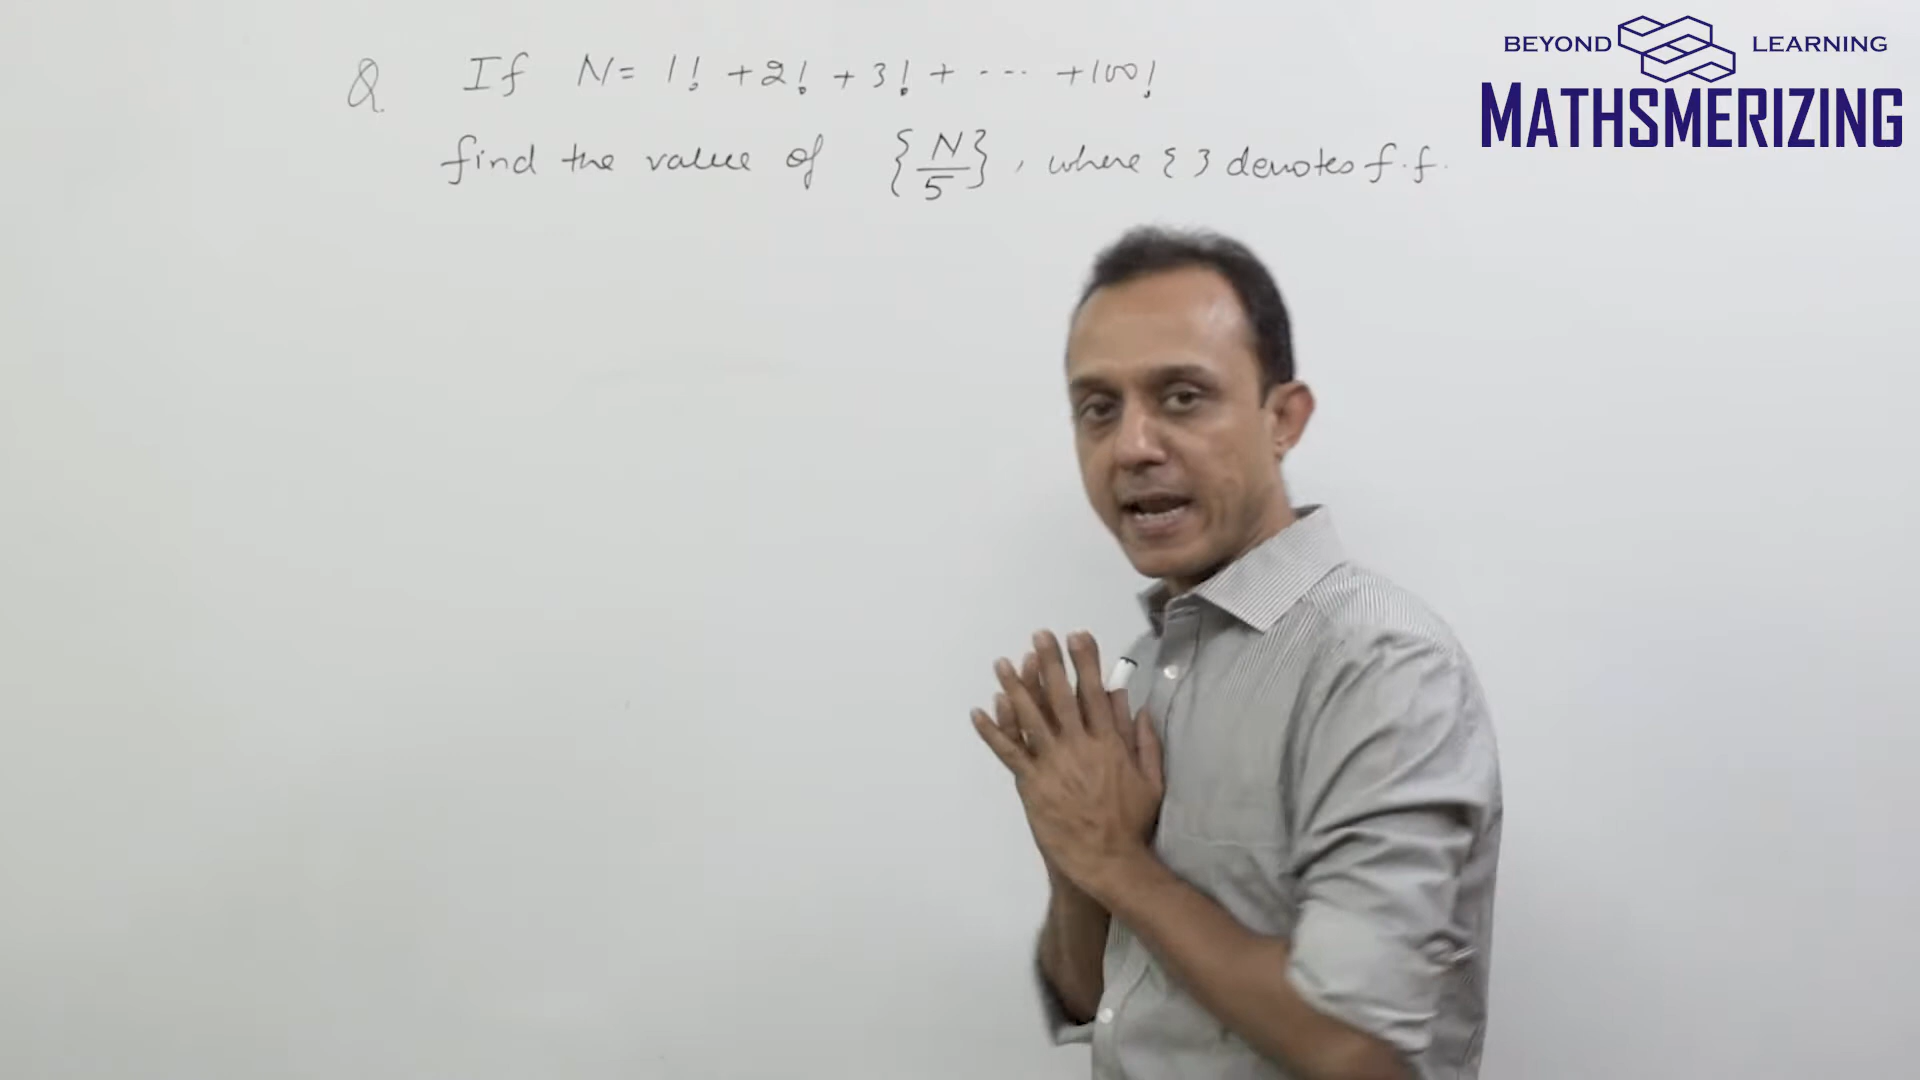 BEYOND LEARNING
MATHSMERIZING
Q If N = 1! + 2! + 3! + --- + 100!
find the value of {N/5}, where { } denotes f.f.